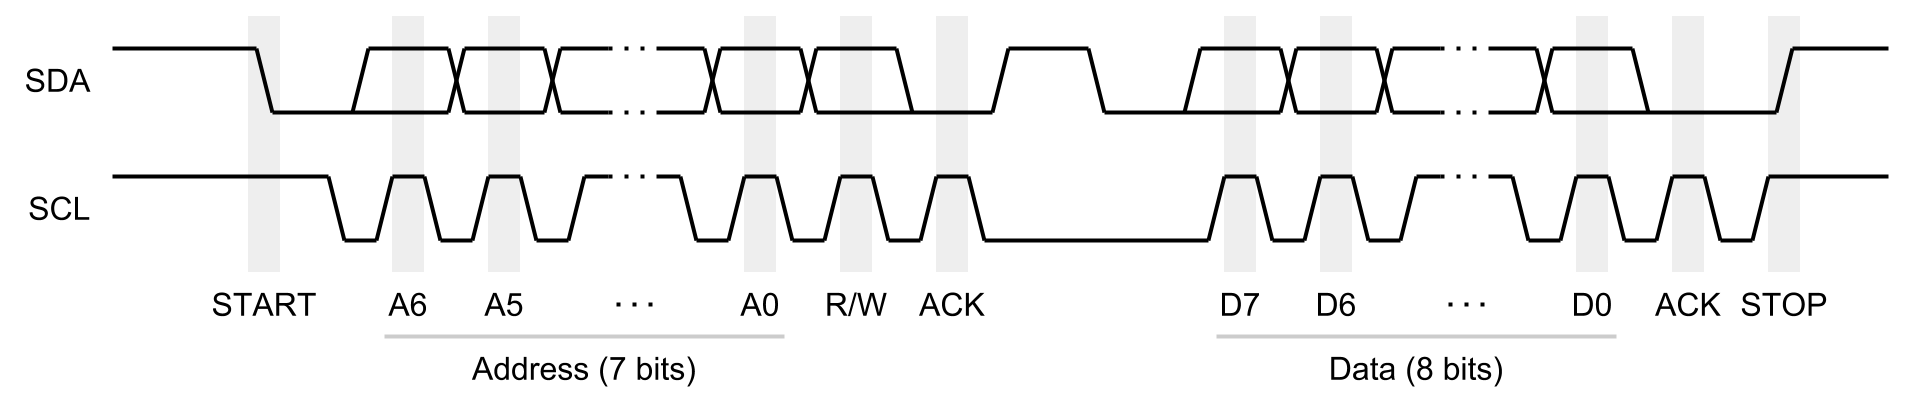 SDA
SCL
START A6 A5 ... A0 R/W ACK D7 D6 ... D0 ACK STOP
Address (7 bits) Data (8 bits)